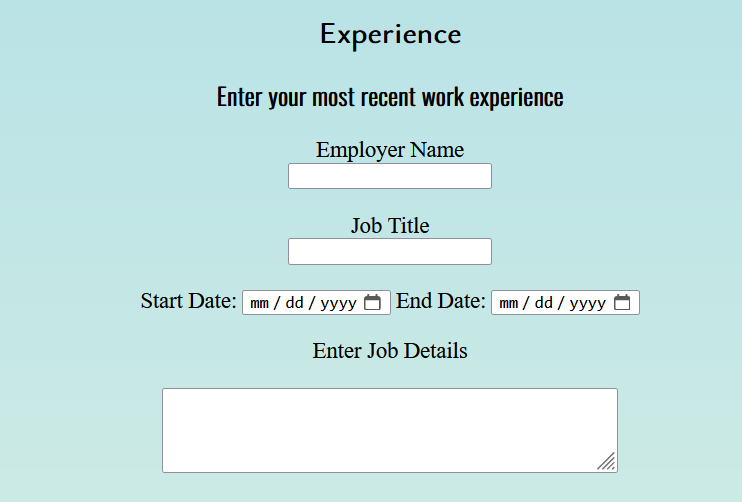 Experience
Enter your most recent work experience
Employer Name
Job Title
Start Date: mm / dd / yyyy End Date: mm / dd / yyyy
Enter Job Details